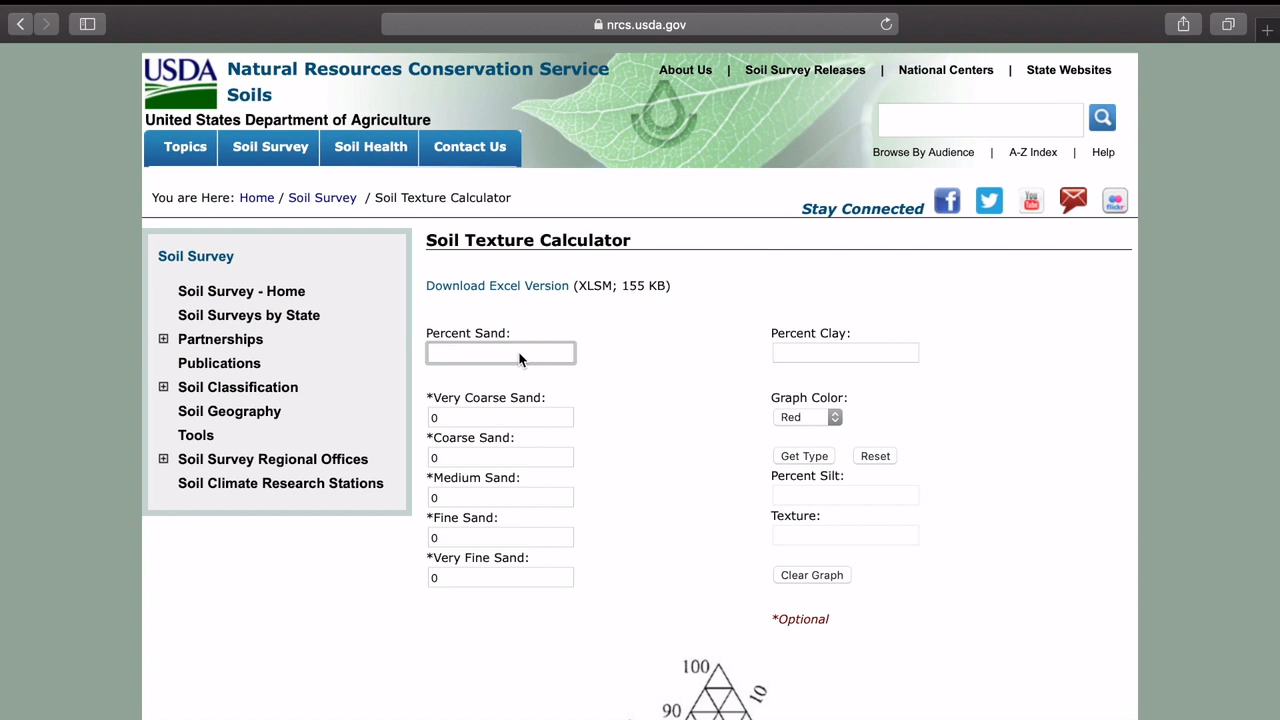 nrcs.usda.gov
USDA
Natural Resources Conservation Service
Soils
United States Department of Agriculture
About Us | Soil Survey Releases | National Centers | State Websites
Browse By Audience | A-Z Index | Help
Topics Soil Survey Soil Health Contact Us
You are Here: Home / Soil Survey / Soil Texture Calculator
Stay Connected
You Tube
flickr
Soil Survey
Soil Survey - Home
Soil Surveys by State
Partnerships
Publications
Soil Classification
Soil Geography
Tools
Soil Survey Regional Offices
Soil Climate Research Stations
Soil Texture Calculator
Download Excel Version (XLSM; 155 KB)
Percent Sand:
*Very Coarse Sand:
0
*Coarse Sand:
0
*Medium Sand:
0
*Fine Sand:
0
*Very Fine Sand:
0
Percent Clay:
Graph Color:
Red
Get Type Reset
Percent Silt:
Texture:
Clear Graph
*Optional
100
10
90